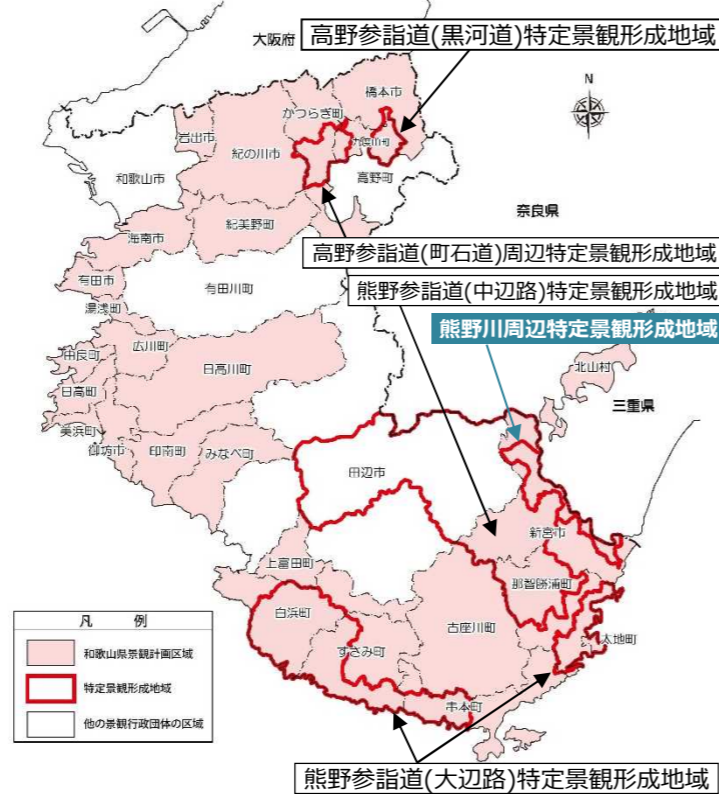 大阪府
高野参詣道(黒河道)特定景観形成地域
N
橋本市
かつらぎ町
九度山町
岩出市
紀の川市
和歌山市
高野町
奈良県
海南市
紀美野町
高野参詣道(町石道)周辺特定景観形成地域
有田市
有田川町
熊野参詣道(中辺路)特定景観形成地域
湯浅町
熊野川周辺特定景観形成地域
広川町
由良町
北山村
日高川町
日高町
三重県
美浜町
御坊市
印南町
みなべ町
田辺市
新宮市
上富田町
那智勝浦町
白浜町
古座川町
太地町
すさみ町
串本町
凡 例
和歌山県景観計画区域
特定景観形成地域
他の景観行政団体の区域
熊野参詣道(大辺路)特定景観形成地域